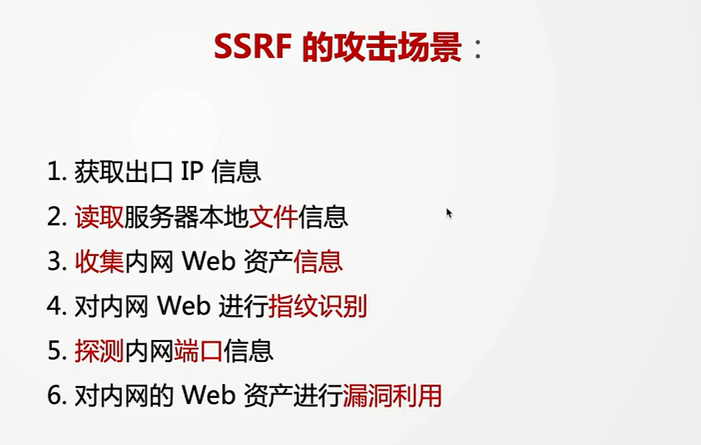 SSRF 的攻击场景：
1. 获取出口 IP 信息
2. 读取服务器本地文件信息
3. 收集内网 Web 资产信息
4. 对内网 Web 进行指纹识别
5. 探测内网端口信息
6. 对内网的 Web 资产进行漏洞利用